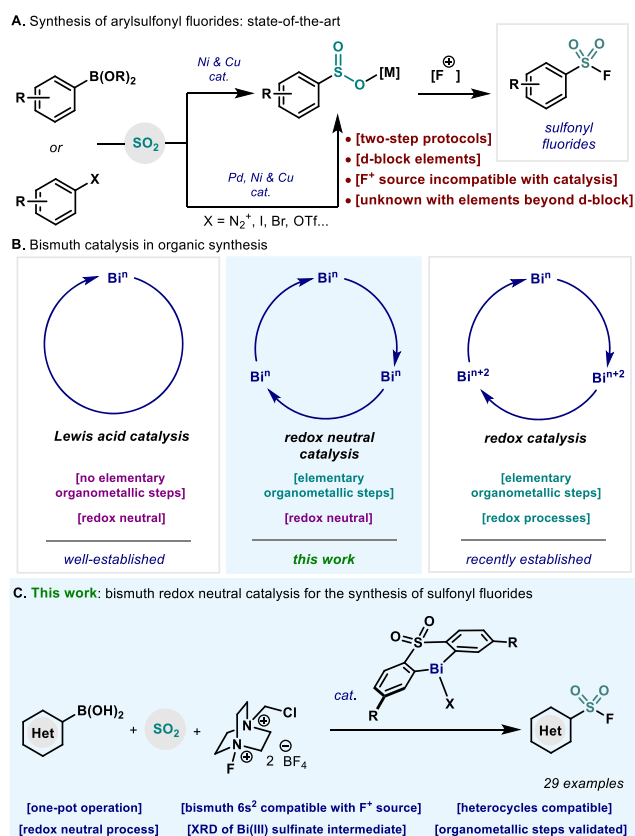 A. Synthesis of arylsulfonyl fluorides: state-of-the-art
B(OR)2
R
or
X
R
SO2
Ni & Cu
cat.
Pd, Ni & Cu
cat.
X = N2+, I, Br, OTf...
O
S
O
[M]
R
[F+]
O
O
S
F
R
sulfonyl
fluorides
• [two-step protocols]
• [d-block elements]
• [F+ source incompatible with catalysis]
• [unknown with elements beyond d-block]
B. Bismuth catalysis in organic synthesis
Bin
Lewis acid catalysis
[no elementary
organometallic steps]
[redox neutral]
well-established
Bin
Bin
Bin
redox neutral
catalysis
[elementary
organometallic steps]
[redox neutral]
this work
Bin
Bin+2
Bin+2
redox catalysis
[elementary
organometallic steps]
[redox processes]
recently established
C. This work: bismuth redox neutral catalysis for the synthesis of sulfonyl fluorides
B(OH)2
Het
+
SO2
+
Cl
N
+
N
+
F
2 BF4
−
cat.
O
O
S
R
Bi
R
X
O
O
S
F
Het
29 examples
[one-pot operation] [bismuth 6s2 compatible with F+ source] [heterocycles compatible]
[redox neutral process] [XRD of Bi(III) sulfinate intermediate] [organometallic steps validated]